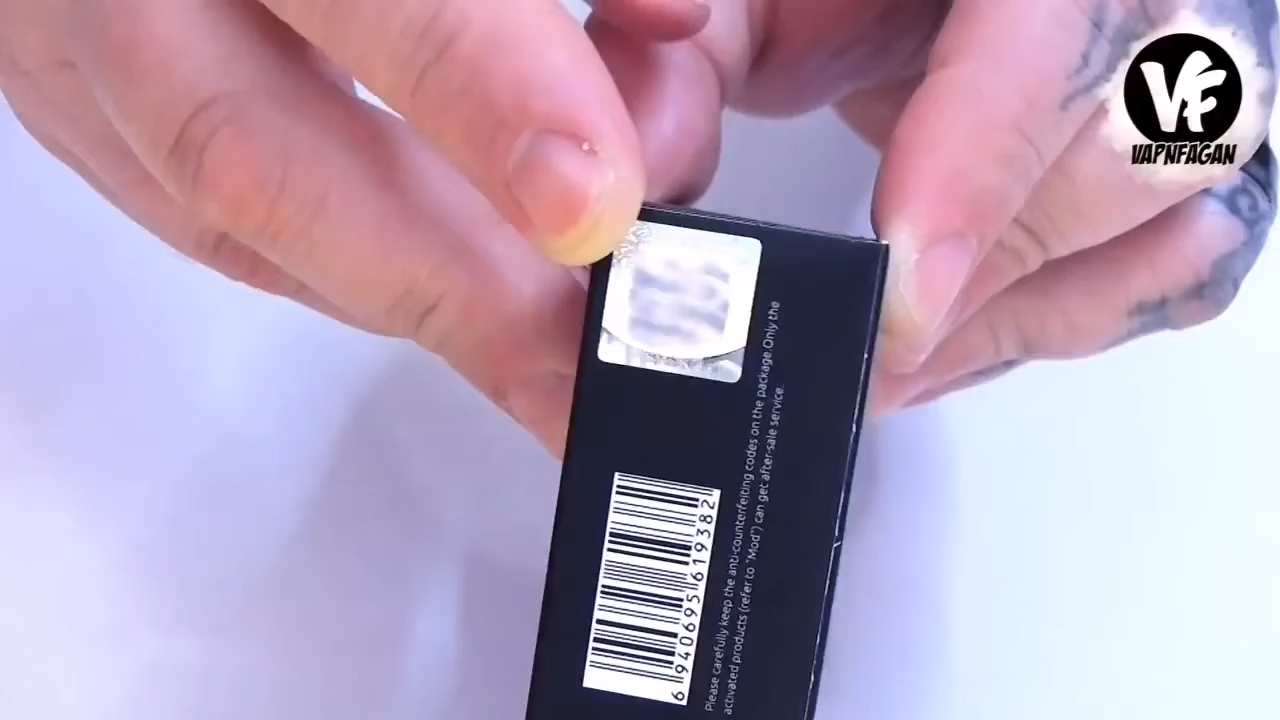 VF
VAPNFAGAN
Please carefully keep the anti-counterfeiting codes on the package.Only the
activated products (refer to "Mod") can get after-sale service.
6 940695 619382